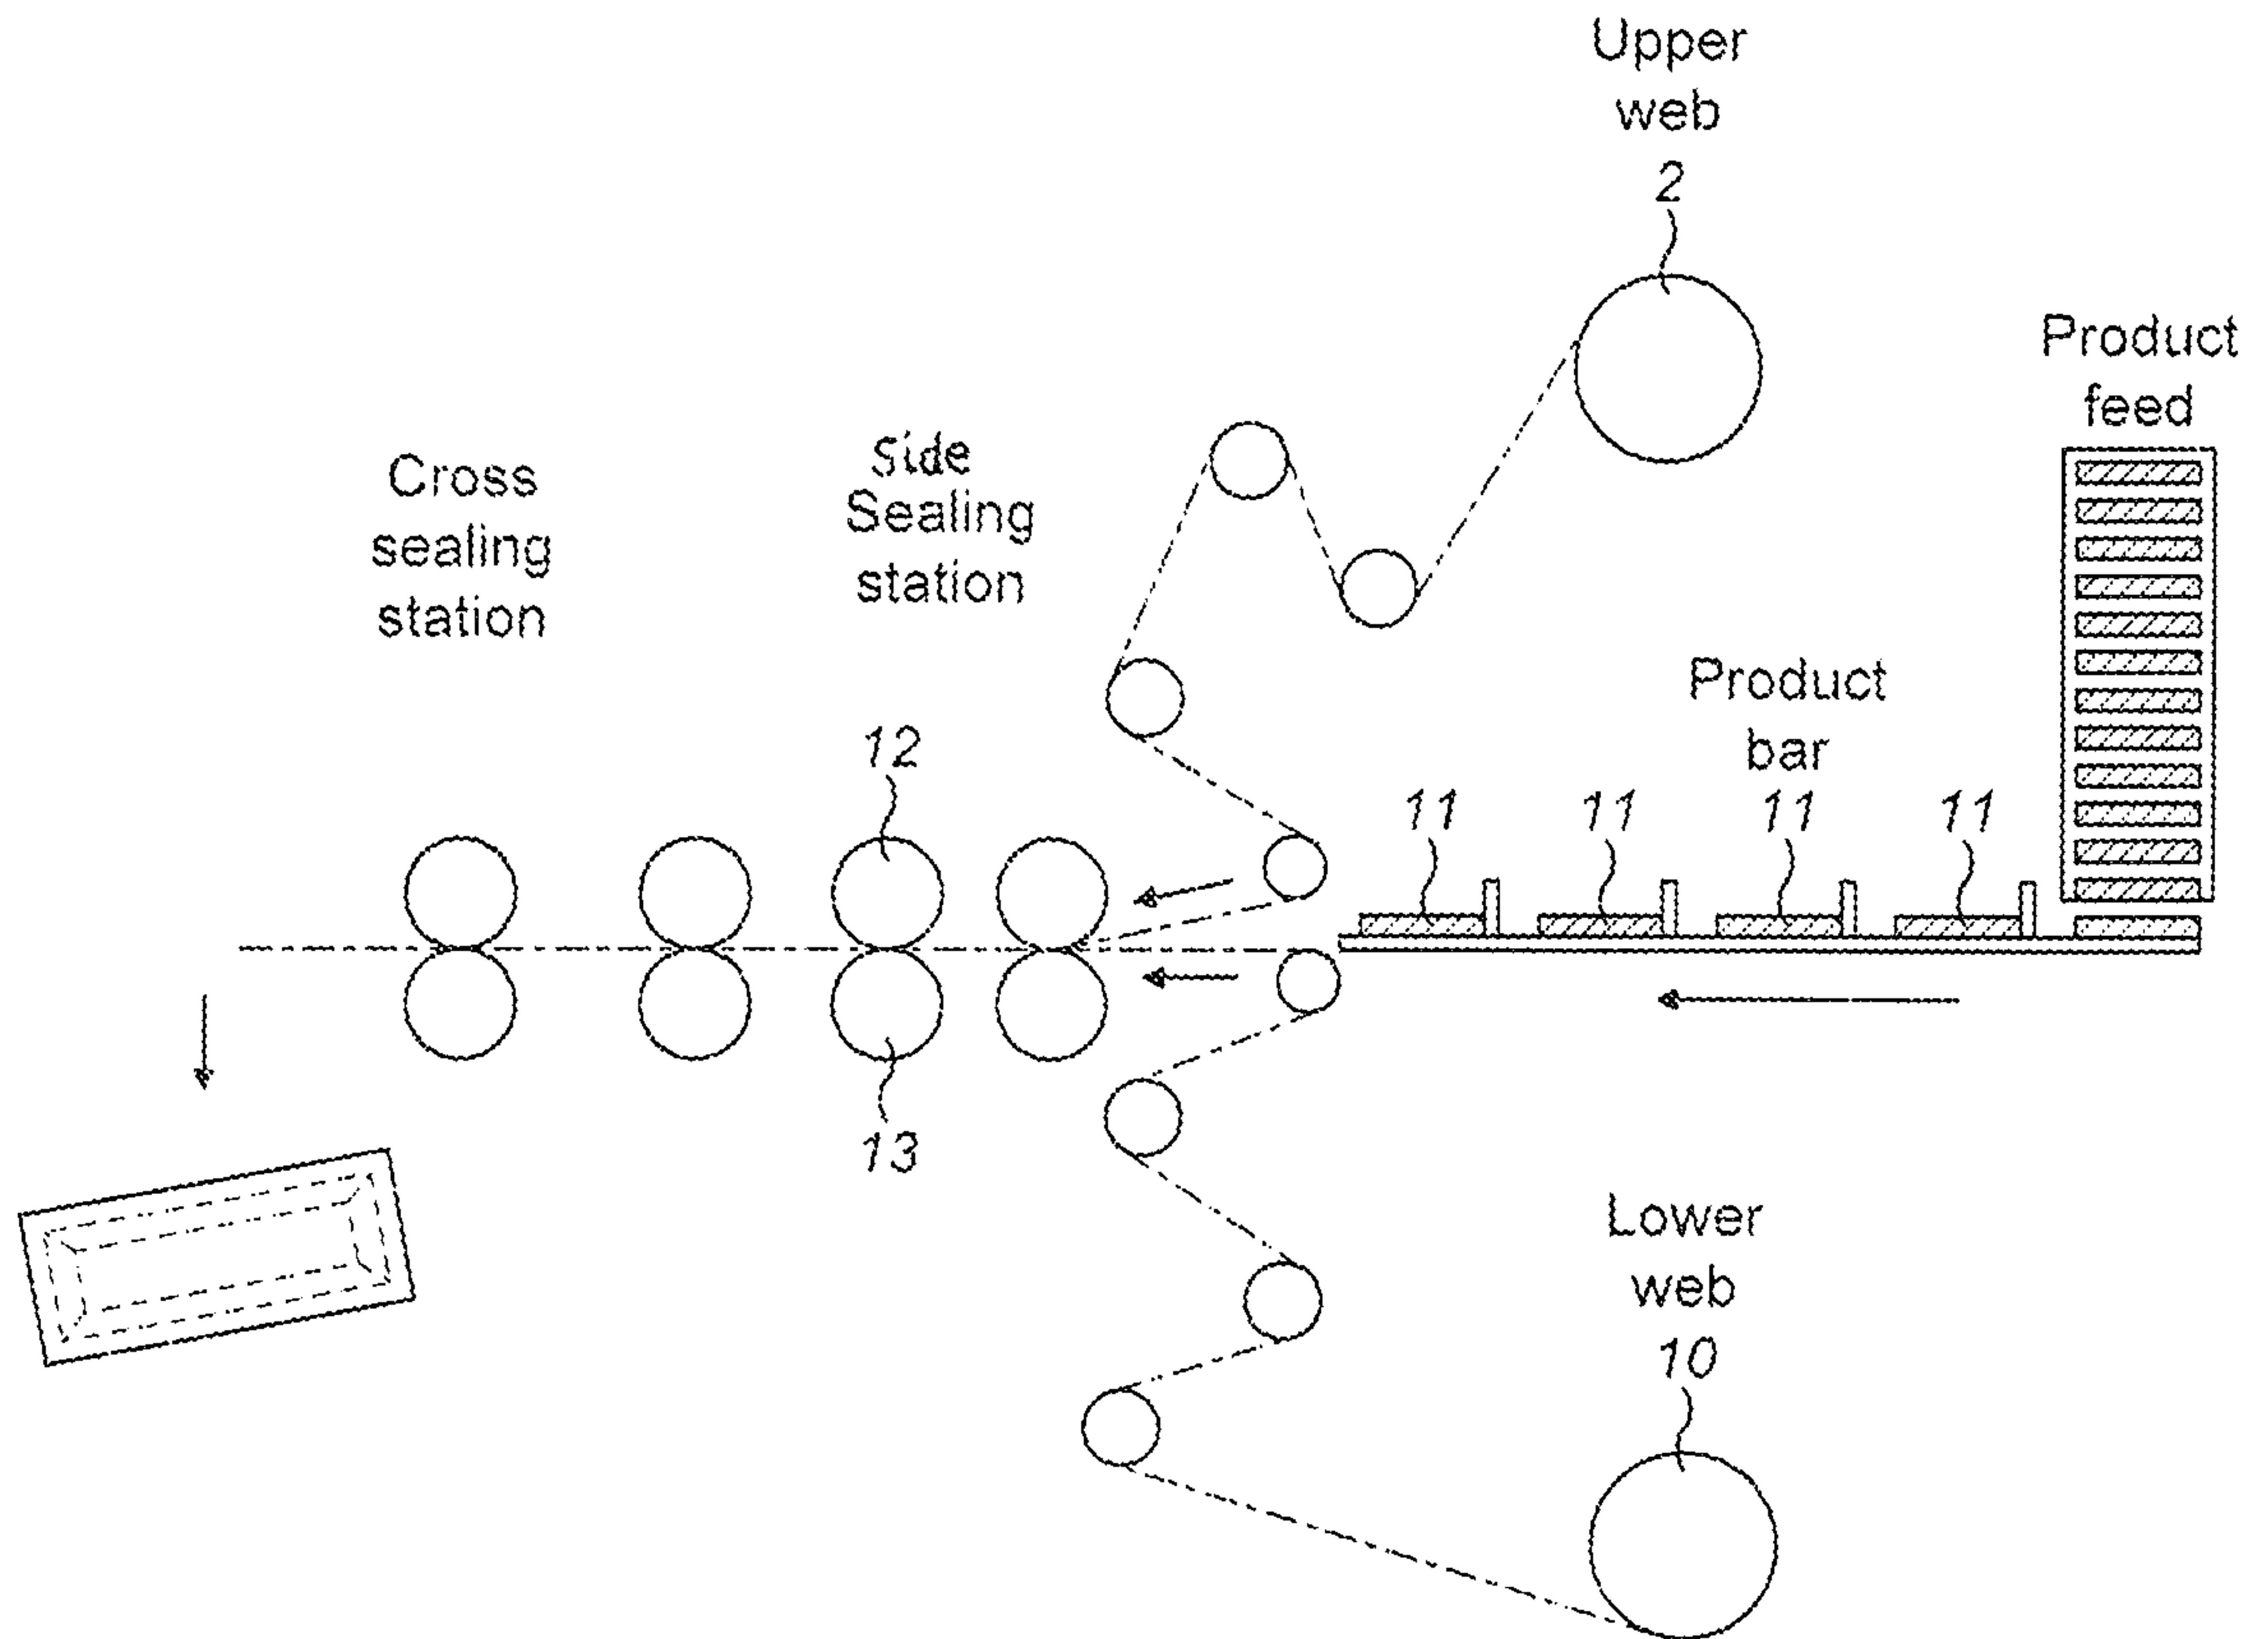 Upper
web
2
Product
feed
Cross
sealing
station
Side
Sealing
station
Product
bar
12
11
11
11
11
13
Lower
web
10